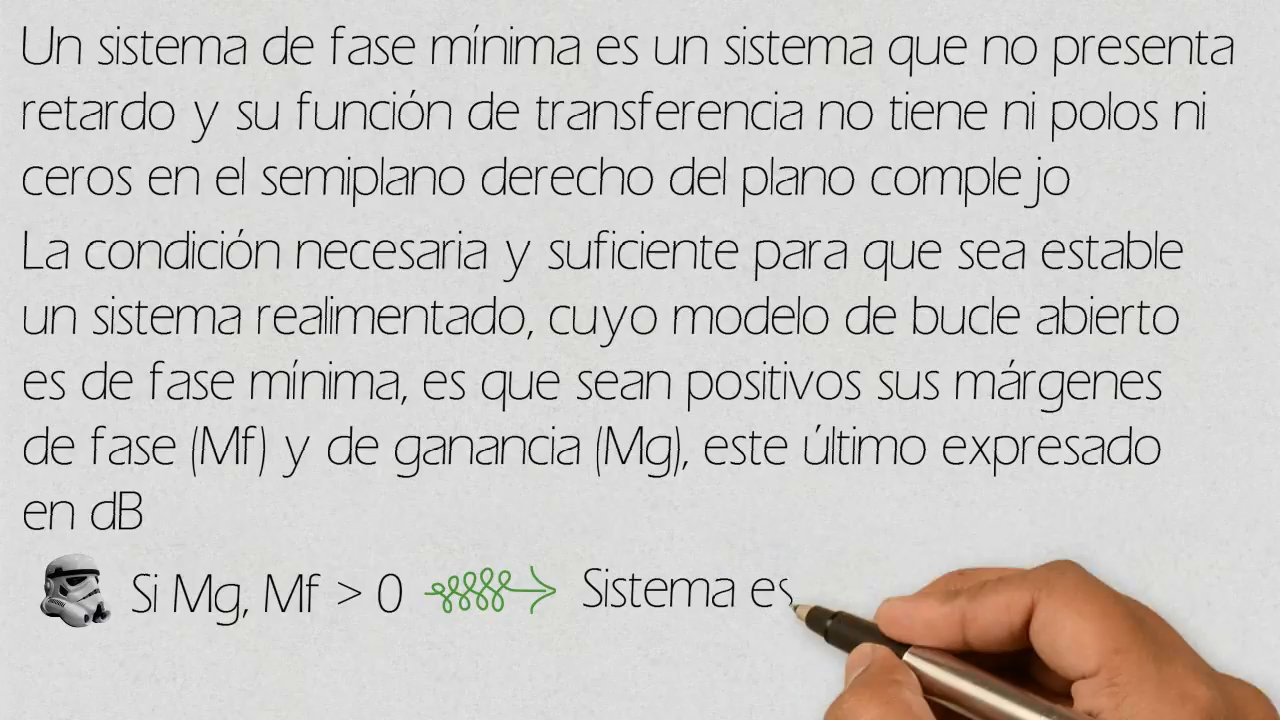 Un sistema de fase mínima es un sistema que no presenta
retardo y su función de transferencia no tiene ni polos ni
ceros en el semiplano derecho del plano complejo
La condición necesaria y suficiente para que sea estable
un sistema realimentado, cuyo modelo de bucle abierto
es de fase mínima, es que sean positivos sus márgenes
de fase (Mf) y de ganancia (Mg), este último expresado
en dB
Si Mg, Mf > 0 Sistema es